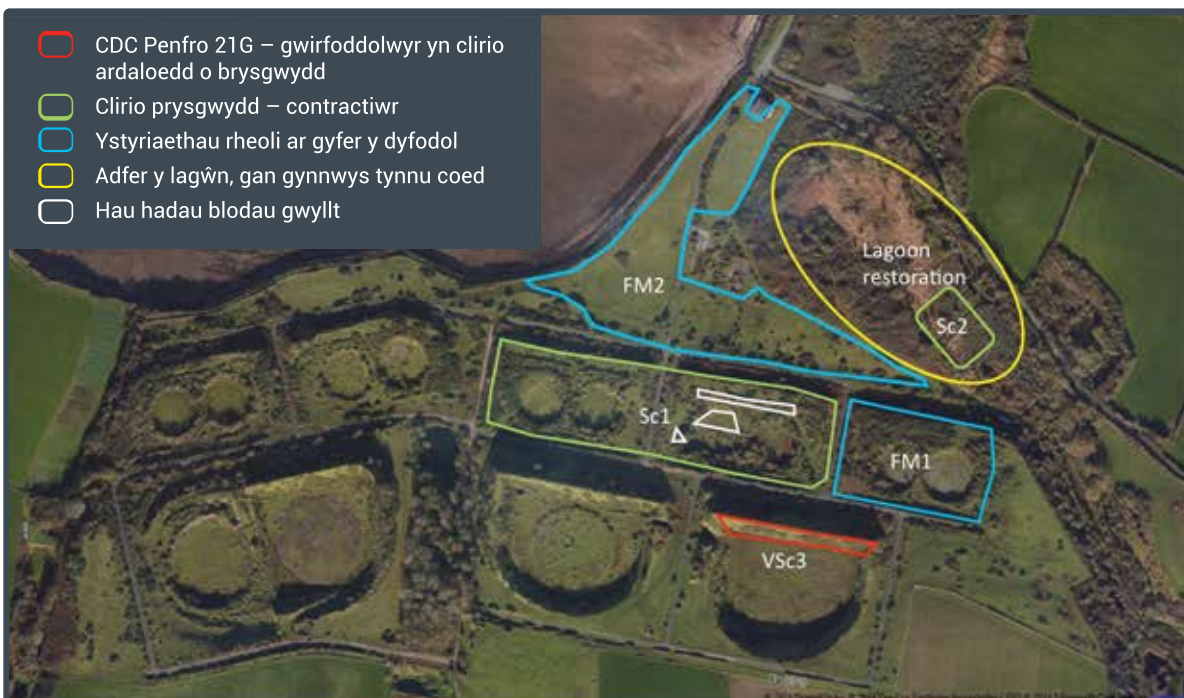 CDC Penfro 21G – gwirfoddolwyr yn clirio
ardaloedd o brysgwydd
Clirio prysgwydd – contractiwr
Ystyriaethau rheoli ar gyfer y dyfodol
Adfer y lagŵn, gan gynnwys tynnu coed
Hau hadau blodau gwyllt
Lagoon
restoration
FM2
Sc2
Sc1
FM1
VSc3